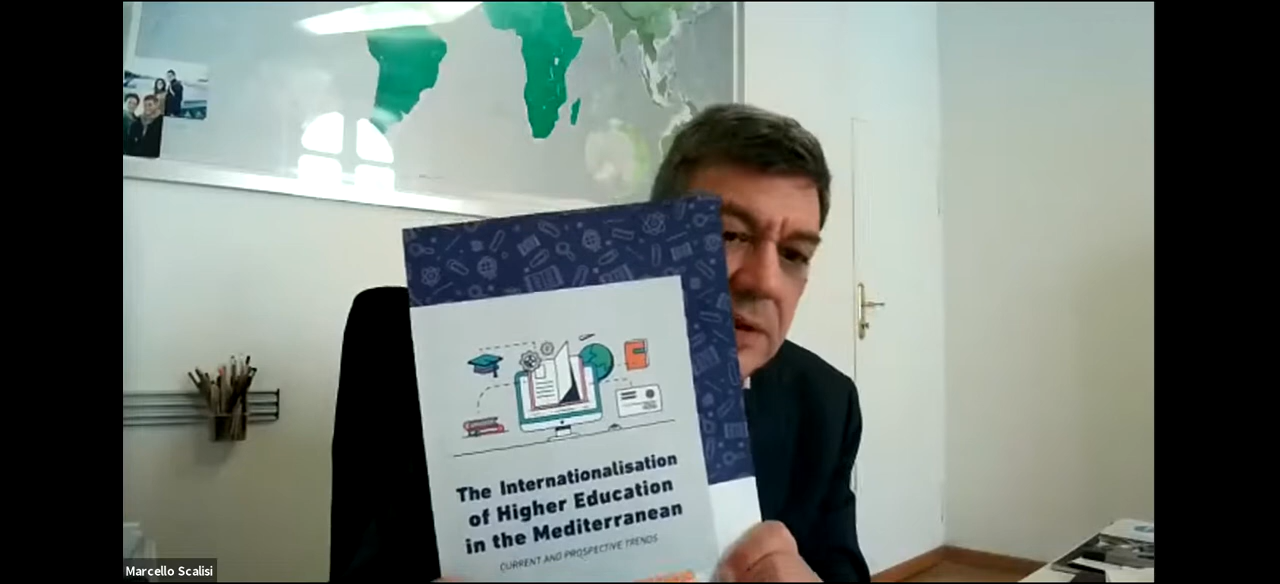 The Internationalisation
of Higher Education
in the Mediterranean
CURRENT AND PROSPECTIVE TRENDS
Marcello Scalisi